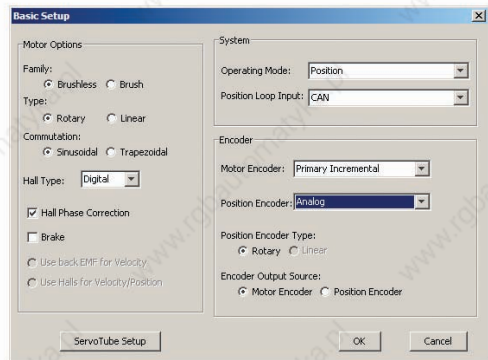 Basic Setup
Motor Options
Family:
Brushless Brush
Type:
Rotary Linear
Commutation:
Sinusoidal Trapezoidal
Hall Type: Digital
Hall Phase Correction
Brake
Use back EMF for Velocity
Use Halls for Velocity/Position
System
Operating Mode: Position
Position Loop Input: CAN
Encoder
Motor Encoder: Primary Incremental
Position Encoder: Analog
Position Encoder Type:
Rotary Linear
Encoder Output Source:
Motor Encoder Position Encoder
ServoTube Setup
OK
Cancel
www.rgbautomatyka.pl